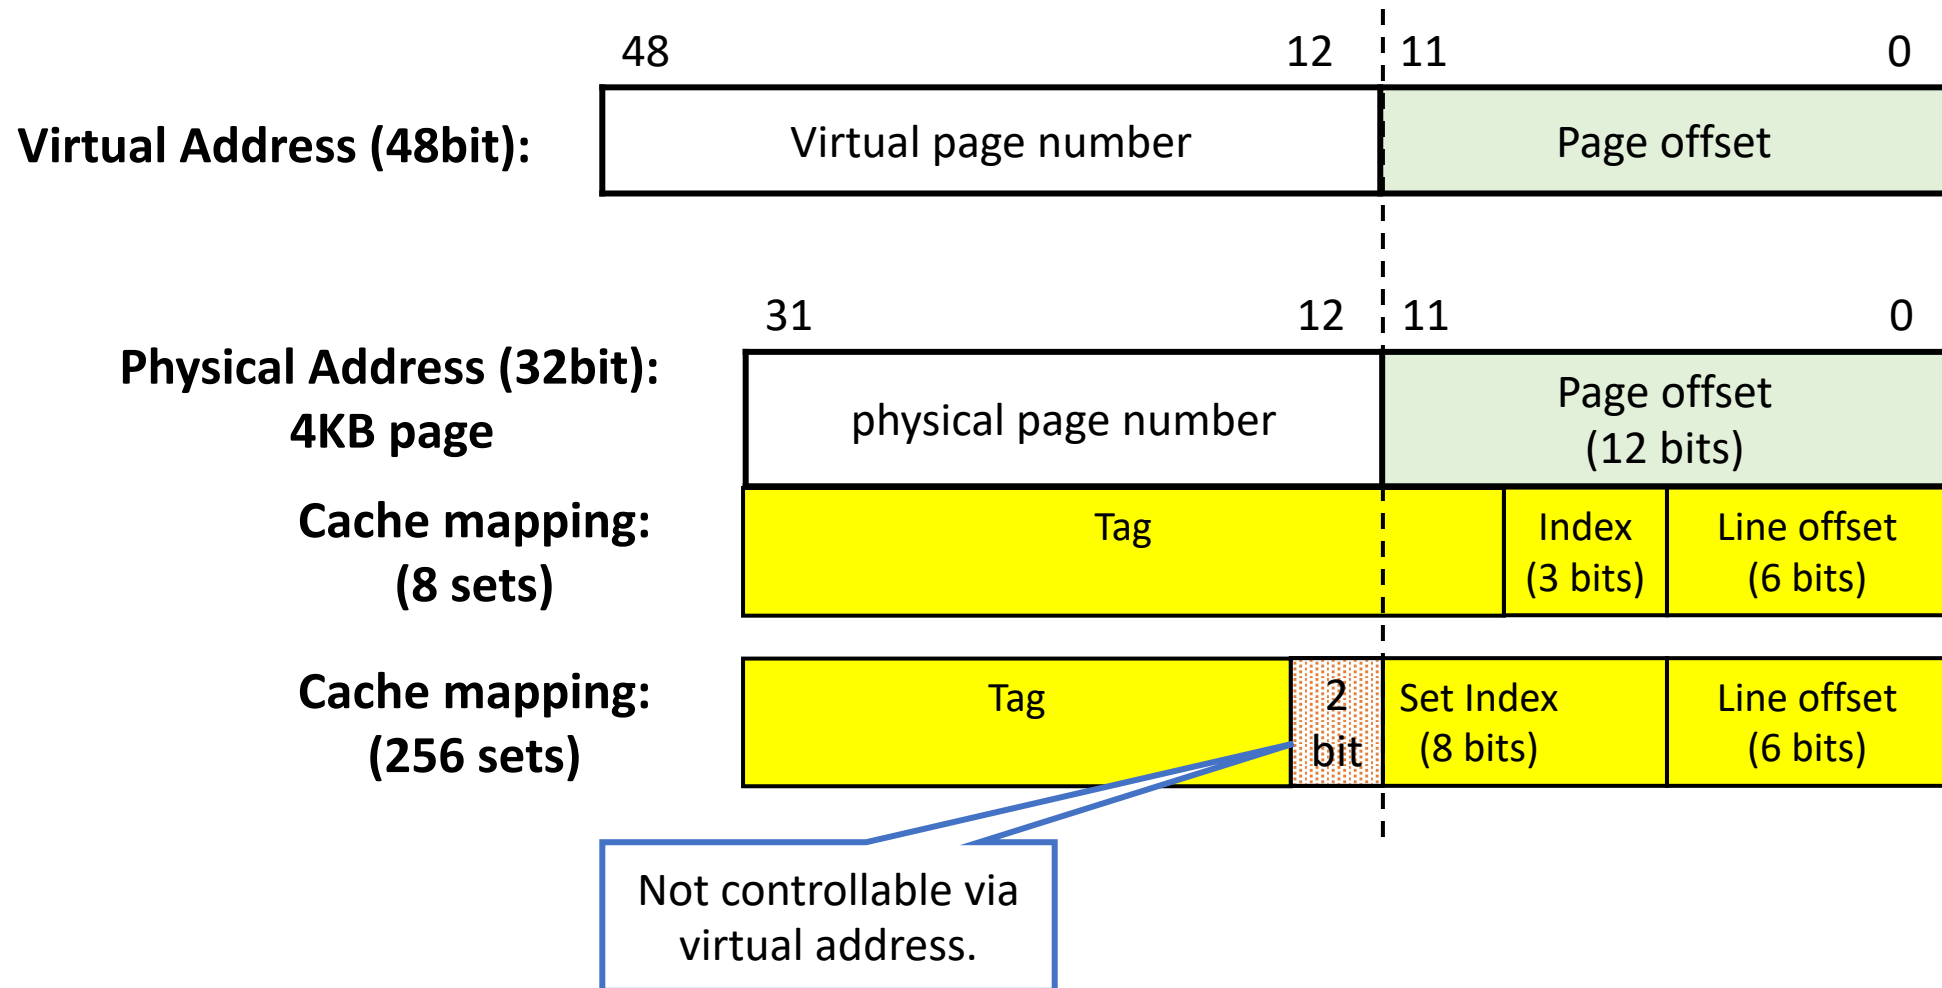 48 12 11 0
Virtual Address (48bit):
Virtual page number
Page offset
31 12 11 0
Physical Address (32bit):
4KB page
physical page number
Page offset
(12 bits)
Cache mapping:
(8 sets)
Tag
Index
(3 bits)
Line offset
(6 bits)
Cache mapping:
(256 sets)
Tag
2
bit
Set Index
(8 bits)
Line offset
(6 bits)
Not controllable via
virtual address.